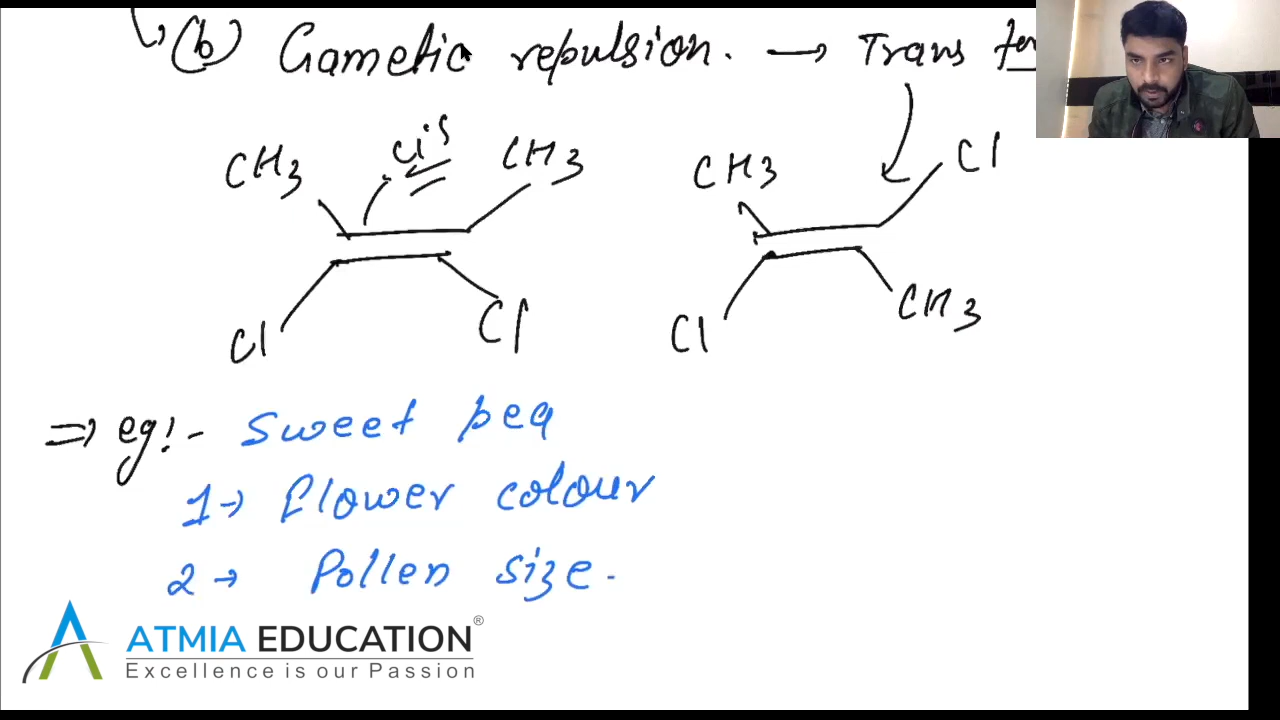 (b) Gametic repulsion. → Trans for
CH3 cis CH3 CH3 Cl
Cl Cl Cl CH3
⇒ eg:- Sweet pea
1→ flower colour
2→ Pollen size.
ATMIA EDUCATION®
Excellence is our Passion